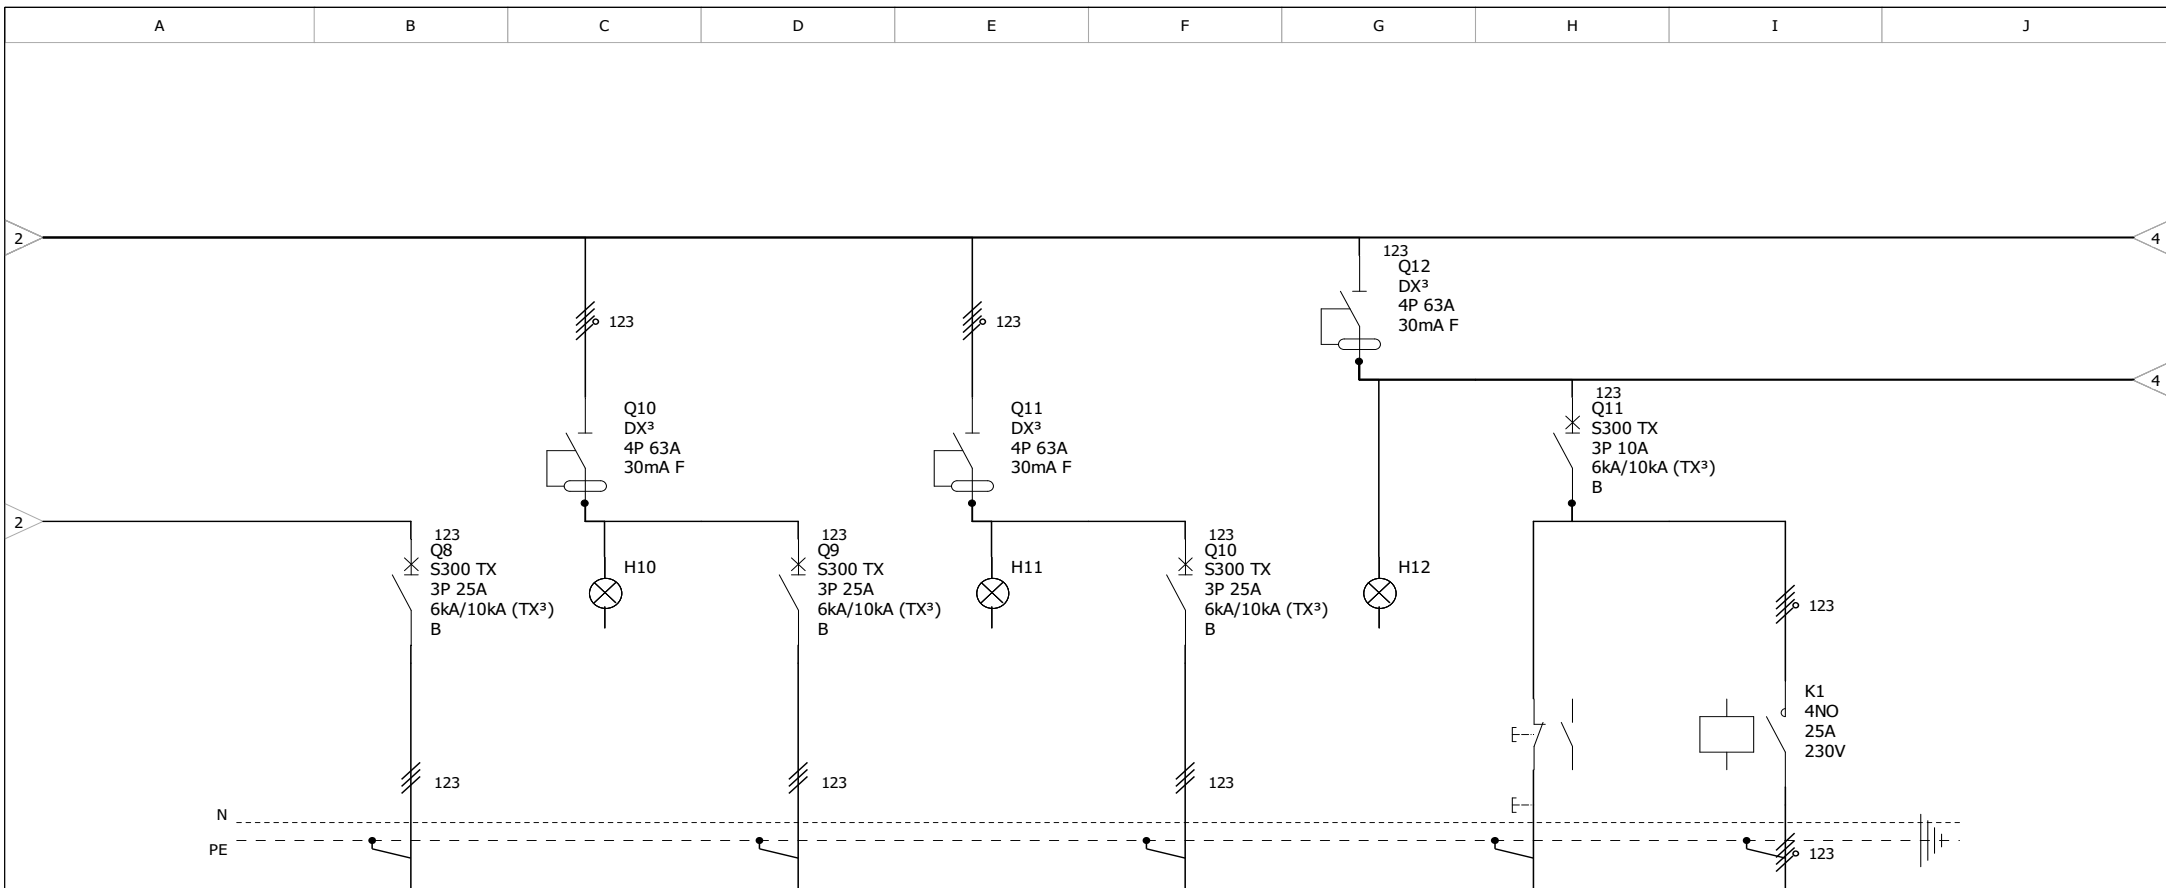 A B C D E F G H I J
2
4
123
Q12
DX³
4P 63A
30mA F
123
123
4
Q10
DX³
4P 63A
30mA F
Q11
DX³
4P 63A
30mA F
123
Q11
S300 TX
3P 10A
6kA/10kA (TX³)
B
2
123
Q8
S300 TX
3P 25A
6kA/10kA (TX³)
B
H10
123
Q9
S300 TX
3P 25A
6kA/10kA (TX³)
B
H11
123
Q10
S300 TX
3P 25A
6kA/10kA (TX³)
B
H12
123
K1
4NO
25A
230V
123
123
123
N
PE
123